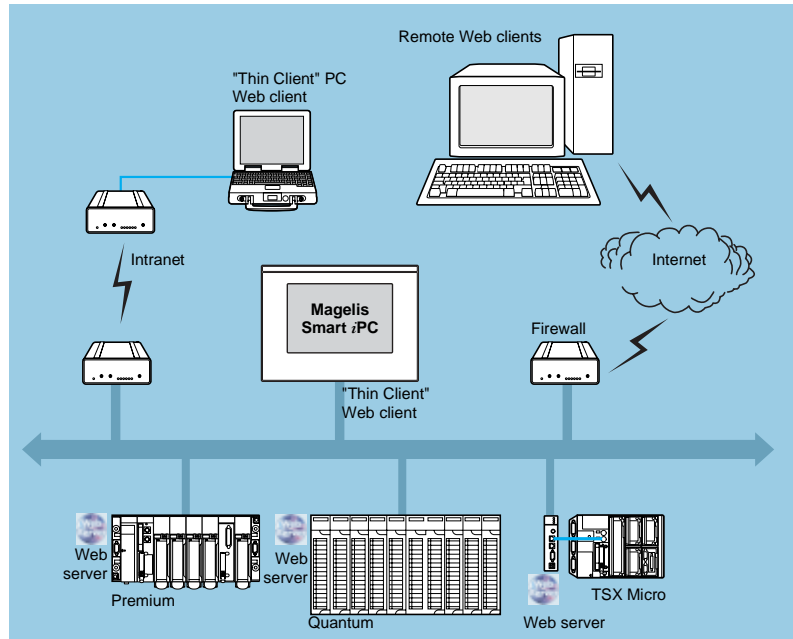 Remote Web clients
"Thin Client" PC
Web client
Intranet
Internet
Magelis
Smart iPC
Firewall
"Thin Client"
Web client
Web
server
Premium
Web
server
Quantum
Web server
TSX Micro